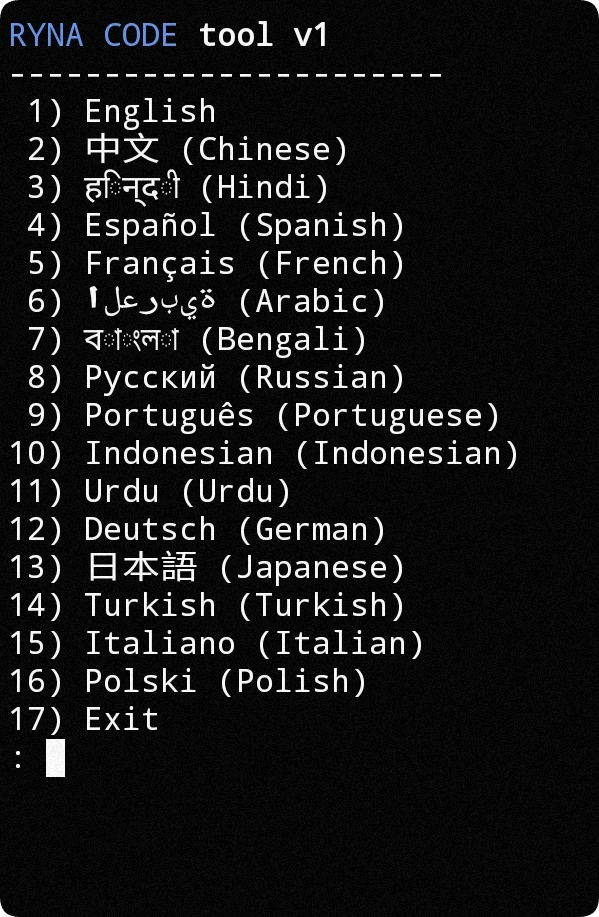 RYNA CODE tool v1
-----------------------
1) English
2) 中文 (Chinese)
3) हिन्दी (Hindi)
4) Español (Spanish)
5) Français (French)
6) العربية (Arabic)
7) বাংলা (Bengali)
8) Русский (Russian)
9) Português (Portuguese)
10) Indonesian (Indonesian)
11) Urdu (Urdu)
12) Deutsch (German)
13) 日本語 (Japanese)
14) Turkish (Turkish)
15) Italiano (Italian)
16) Polski (Polish)
17) Exit
: